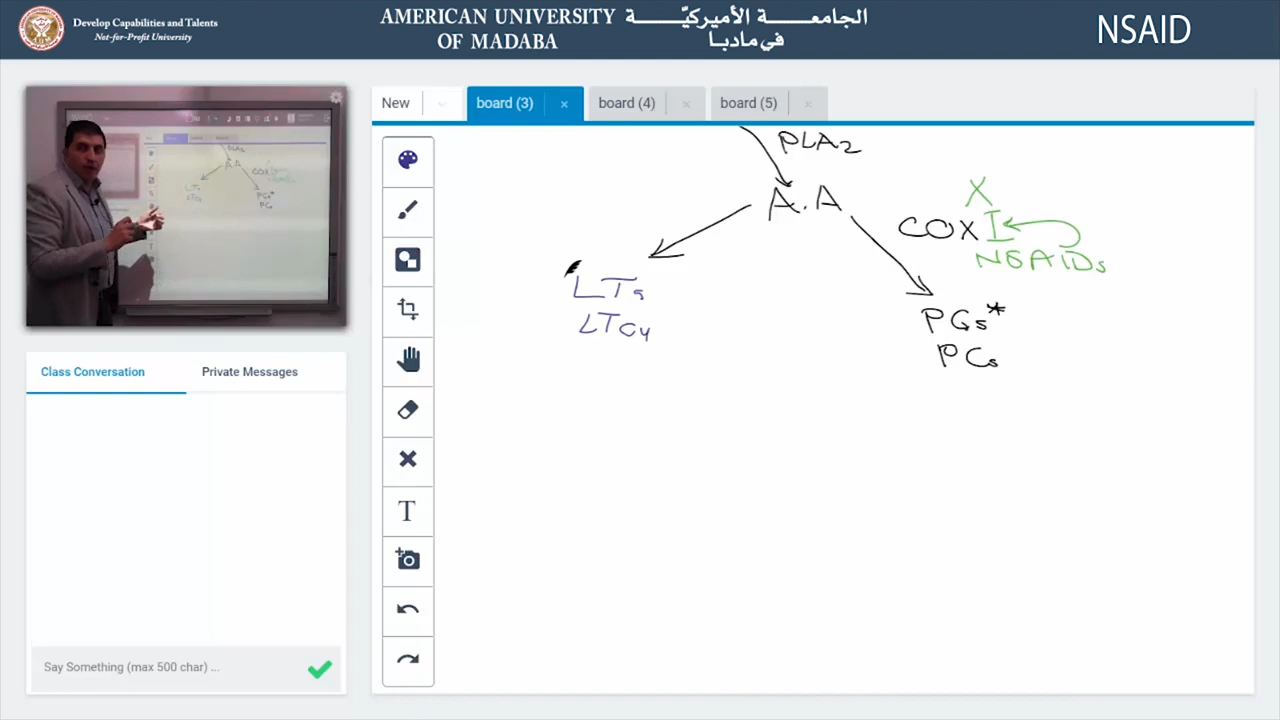 Develop Capabilities and Talents
Not-for-Profit University
AMERICAN UNIVERSITY
OF MADABA
الجامعـــــة الأميركيّـــــة
في مادبـا
NSAID
New
board (3)
board (4)
board (5)
PLA2
A.A
X
COX I
NSAIDs
LTs
LTC4
PGs*
PCs
T
Class Conversation
Private Messages
Say Something (max 500 char) ...